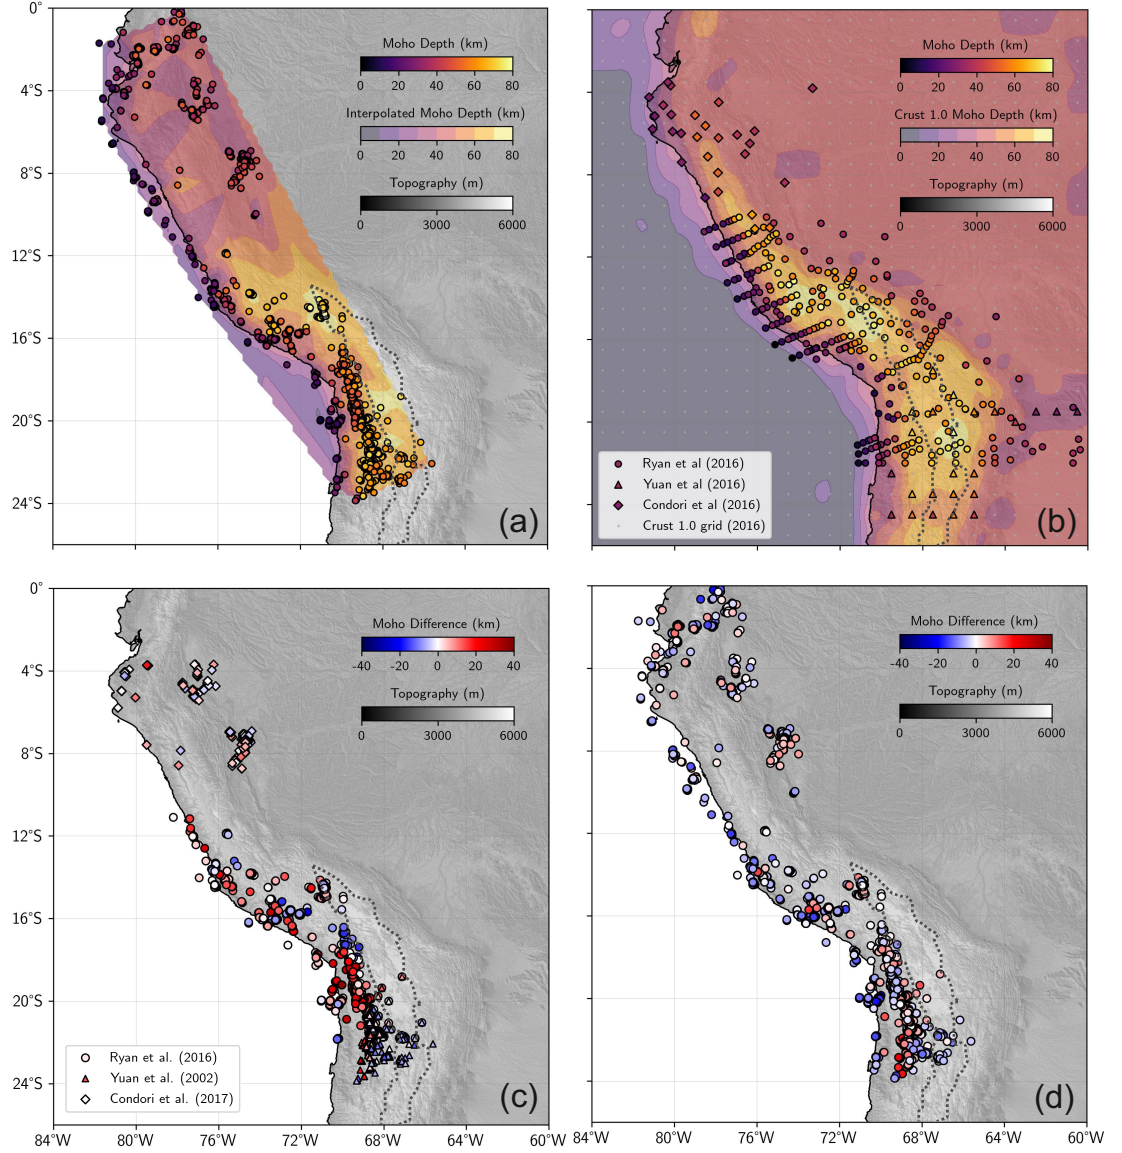 0°
4°S
8°S
12°S
16°S
20°S
24°S
Moho Depth (km)
0 20 40 60 80
Interpolated Moho Depth (km)
0 20 40 60 80
Topography (m)
0 3000 6000
(a)
Moho Depth (km)
0 20 40 60 80
Crust 1.0 Moho Depth (km)
0 20 40 60 80
Topography (m)
0 3000 6000
Ryan et al (2016)
Yuan et al (2016)
Condori et al (2016)
Crust 1.0 grid (2016)
(b)
0°
4°S
8°S
12°S
16°S
20°S
24°S
Moho Difference (km)
-40 -20 0 20 40
Topography (m)
0 3000 6000
Ryan et al. (2016)
Yuan et al. (2002)
Condori et al. (2017)
(c)
84°W 80°W 76°W 72°W 68°W 64°W 60°W
Moho Difference (km)
-40 -20 0 20 40
Topography (m)
0 3000 6000
(d)
84°W 80°W 76°W 72°W 68°W 64°W 60°W